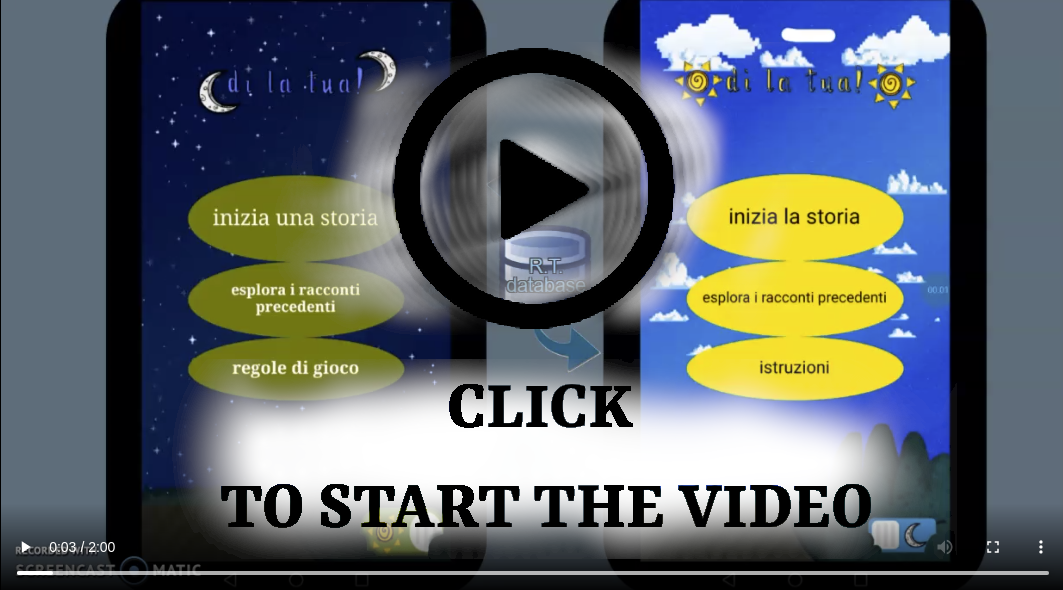 di la tua!
inizia una storia
esplora i racconti
precedenti
regole di gioco
R.T.
database
di la tua!
inizia la storia
esplora i racconti precedenti
istruzioni
00:01
CLICK
TO START THE VIDEO
0:03 / 2:00
RECORDED WITH
SCREENCAST MATIC